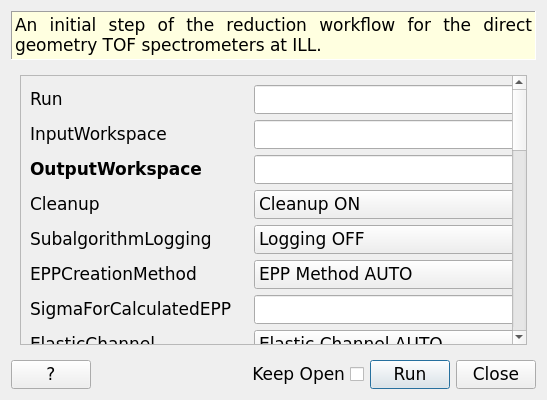 An initial step of the reduction workflow for the direct
geometry TOF spectrometers at ILL.
Run
InputWorkspace
OutputWorkspace
Cleanup Cleanup ON
SubalgorithmLogging Logging OFF
EPPCreationMethod EPP Method AUTO
SigmaForCalculatedEPP
ElasticChannel Elastic Channel AUTO
? Keep Open Run Close